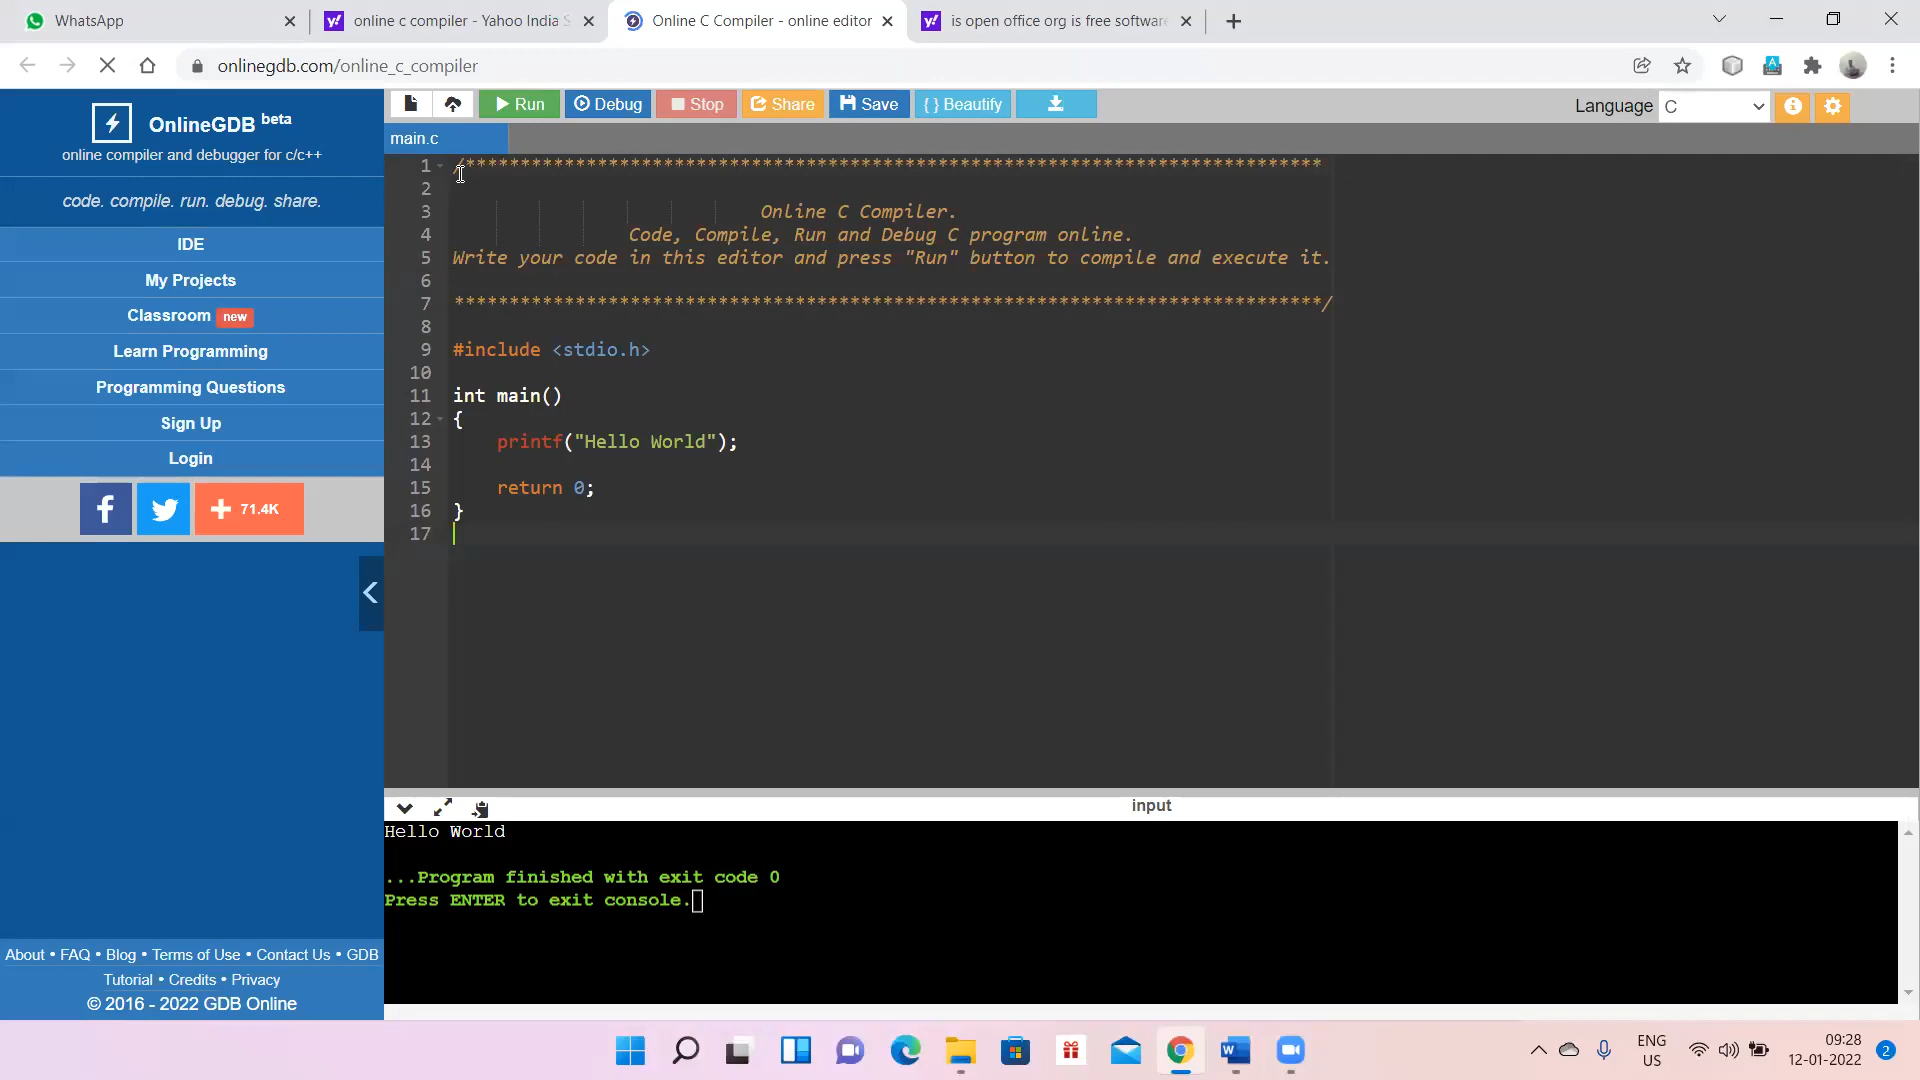 WhatsApp
online c compiler - Yahoo India S
Online C Compiler - online editor
is open office org is free software
onlinegdb.com/online_c_compiler
OnlineGDB beta
online compiler and debugger for c/c++
code. compile. run. debug. share.
IDE
My Projects
Classroom new
Learn Programming
Programming Questions
Sign Up
Login
71.4K
About • FAQ • Blog • Terms of Use • Contact Us • GDB
Tutorial • Credits • Privacy
© 2016 - 2022 GDB Online
Run Debug Stop Share Save { } Beautify
Language C
main.c
1 /*******************************************************************************
2
3 Online C Compiler.
4 Code, Compile, Run and Debug C program online.
5 Write your code in this editor and press "Run" button to compile and execute it.
6
7 *******************************************************************************/
8
9 #include <stdio.h>
10
11 int main()
12 {
13 printf("Hello World");
14
15 return 0;
16 }
17
input
Hello World
...Program finished with exit code 0
Press ENTER to exit console.
ENG
US
09:28
12-01-2022
2